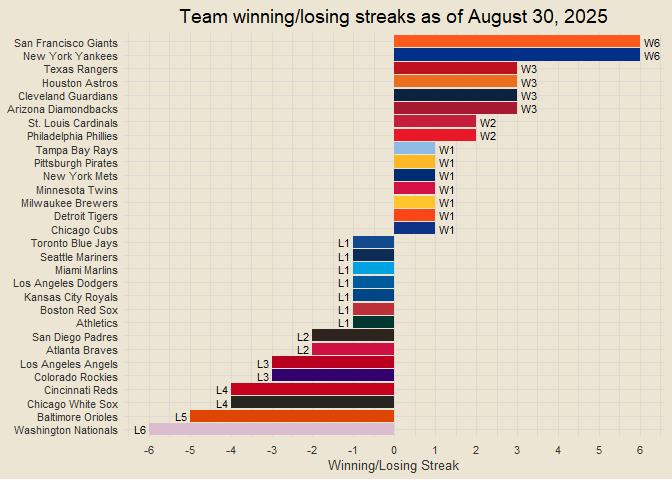 Team winning/losing streaks as of August 30, 2025
San Francisco Giants W6
New York Yankees W6
Texas Rangers W3
Houston Astros W3
Cleveland Guardians W3
Arizona Diamondbacks W3
St. Louis Cardinals W2
Philadelphia Phillies W2
Tampa Bay Rays W1
Pittsburgh Pirates W1
New York Mets W1
Minnesota Twins W1
Milwaukee Brewers W1
Detroit Tigers W1
Chicago Cubs W1
Toronto Blue Jays L1
Seattle Mariners L1
Miami Marlins L1
Los Angeles Dodgers L1
Kansas City Royals L1
Boston Red Sox L1
Athletics L1
San Diego Padres L2
Atlanta Braves L2
Los Angeles Angels L3
Colorado Rockies L3
Cincinnati Reds L4
Chicago White Sox L4
Baltimore Orioles L5
Washington Nationals L6
-6 -5 -4 -3 -2 -1 0 1 2 3 4 5 6
Winning/Losing Streak